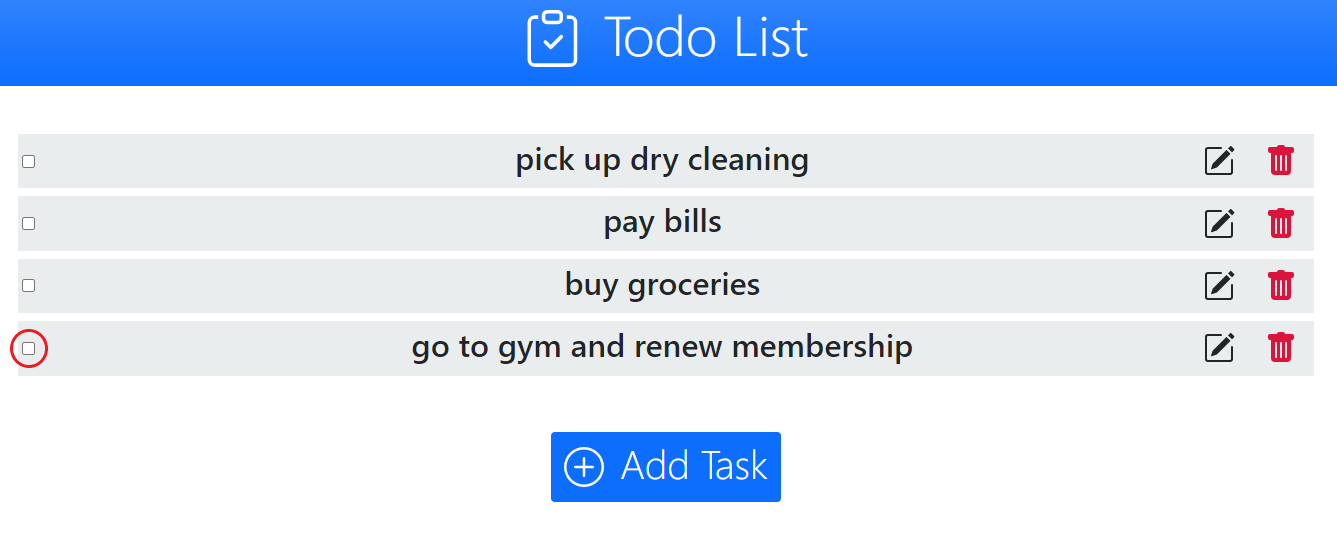 Todo List
pick up dry cleaning
pay bills
buy groceries
go to gym and renew membership
Add Task